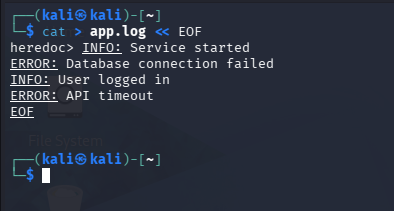 ┌──(kali㉿kali)-[~]
└─$ cat > app.log << EOF
heredoc> INFO: Service started
ERROR: Database connection failed
INFO: User logged in
ERROR: API timeout
EOF
File System
┌──(kali㉿kali)-[~]
└─$